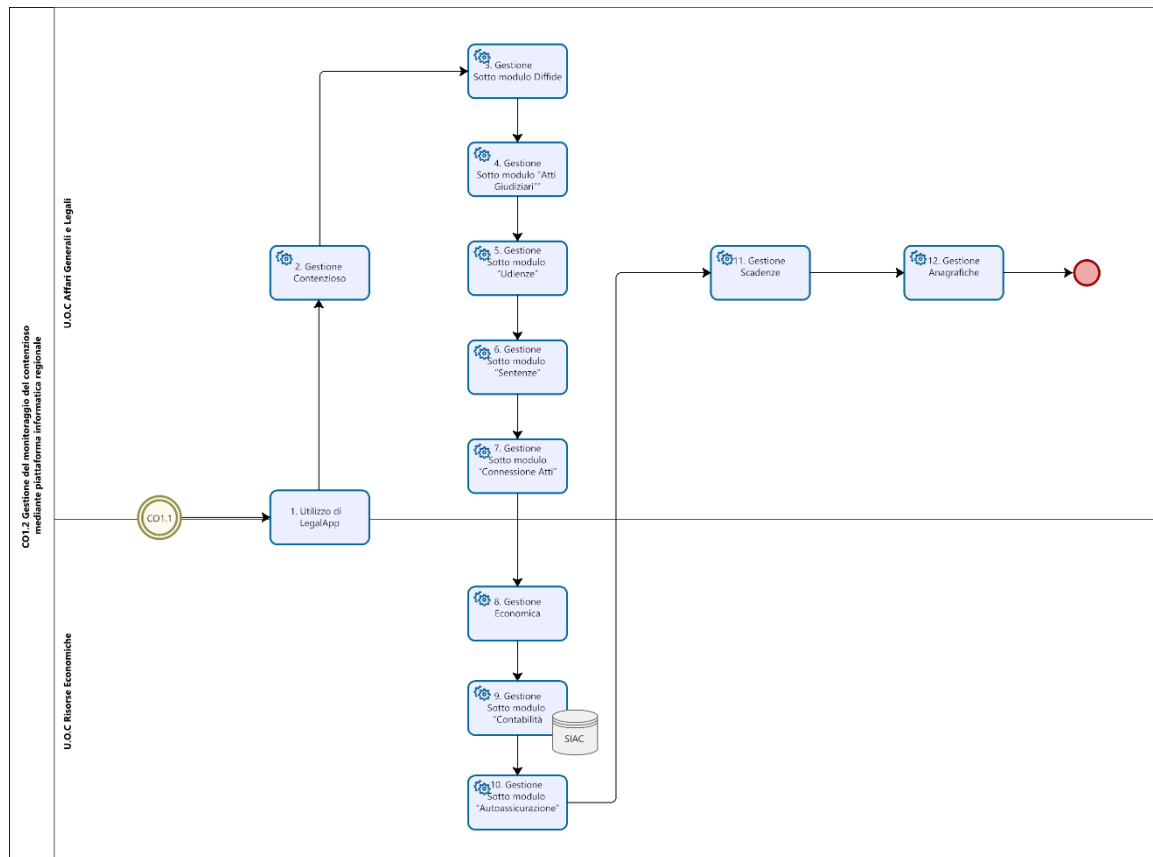 CO1.2 Gestione del monitoraggio del contenzioso
mediante piattaforma informatica regionale
U.O.C Affari Generali e Legali
U.O.C Risorse Economiche
CO1.1
1. Utilizzo di
LegalApp
2. Gestione
Contenzioso
3. Gestione
Sotto modulo Diffide
4. Gestione
Sotto modulo "Atti
Giudiziari""
5. Gestione
Sotto modulo
"Udienze"
6. Gestione
Sotto modulo
"Sentenze"
7. Gestione
Sotto modulo
"Connessione Atti"
8. Gestione
Economica
9. Gestione
Sotto modulo
"Contabilità
SIAC
10. Gestione
Sotto modulo
"Autoassicurazione"
11. Gestione
Scadenze
12. Gestione
Anagrafiche